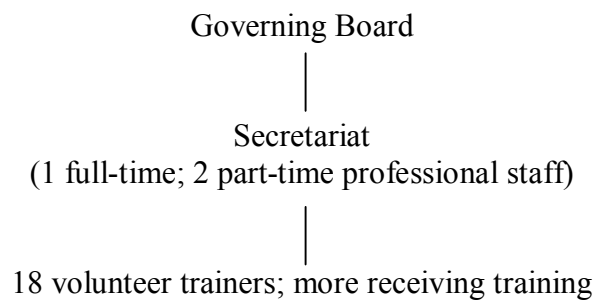 Governing Board
Secretariat
(1 full-time; 2 part-time professional staff)
18 volunteer trainers; more receiving training